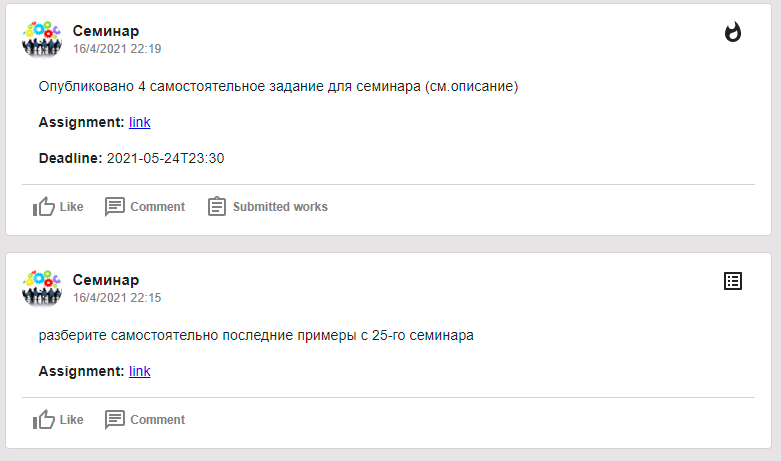 Семинар
16/4/2021 22:19
Опубликовано 4 самостоятельное задание для семинара (см.описание)
Assignment: link
Deadline: 2021-05-24T23:30
Like Comment Submitted works
Семинар
16/4/2021 22:15
разберите самостоятельно последние примеры с 25-го семинара
Assignment: link
Like Comment